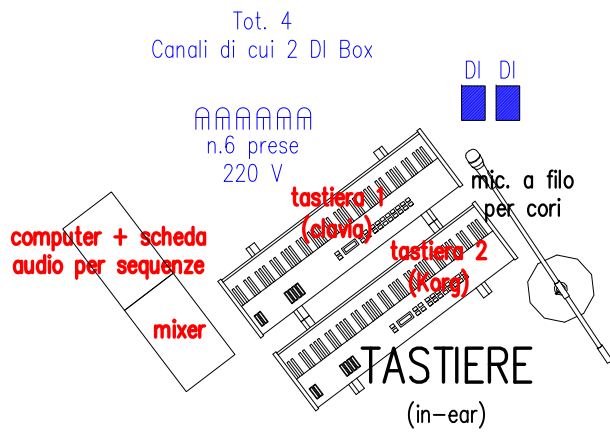 Tot. 4
Canali di cui 2 DI Box
DI DI
n.6 prese
220 V
mic. a filo
per cori
tastiera 1
(clavia)
computer + scheda
audio per sequenze
tastiera 2
(Korg)
mixer
TASTIERE
(in-ear)